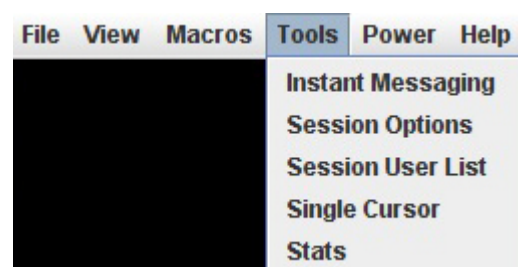 File View Macros Tools Power Help
Instant Messaging
Session Options
Session User List
Single Cursor
Stats